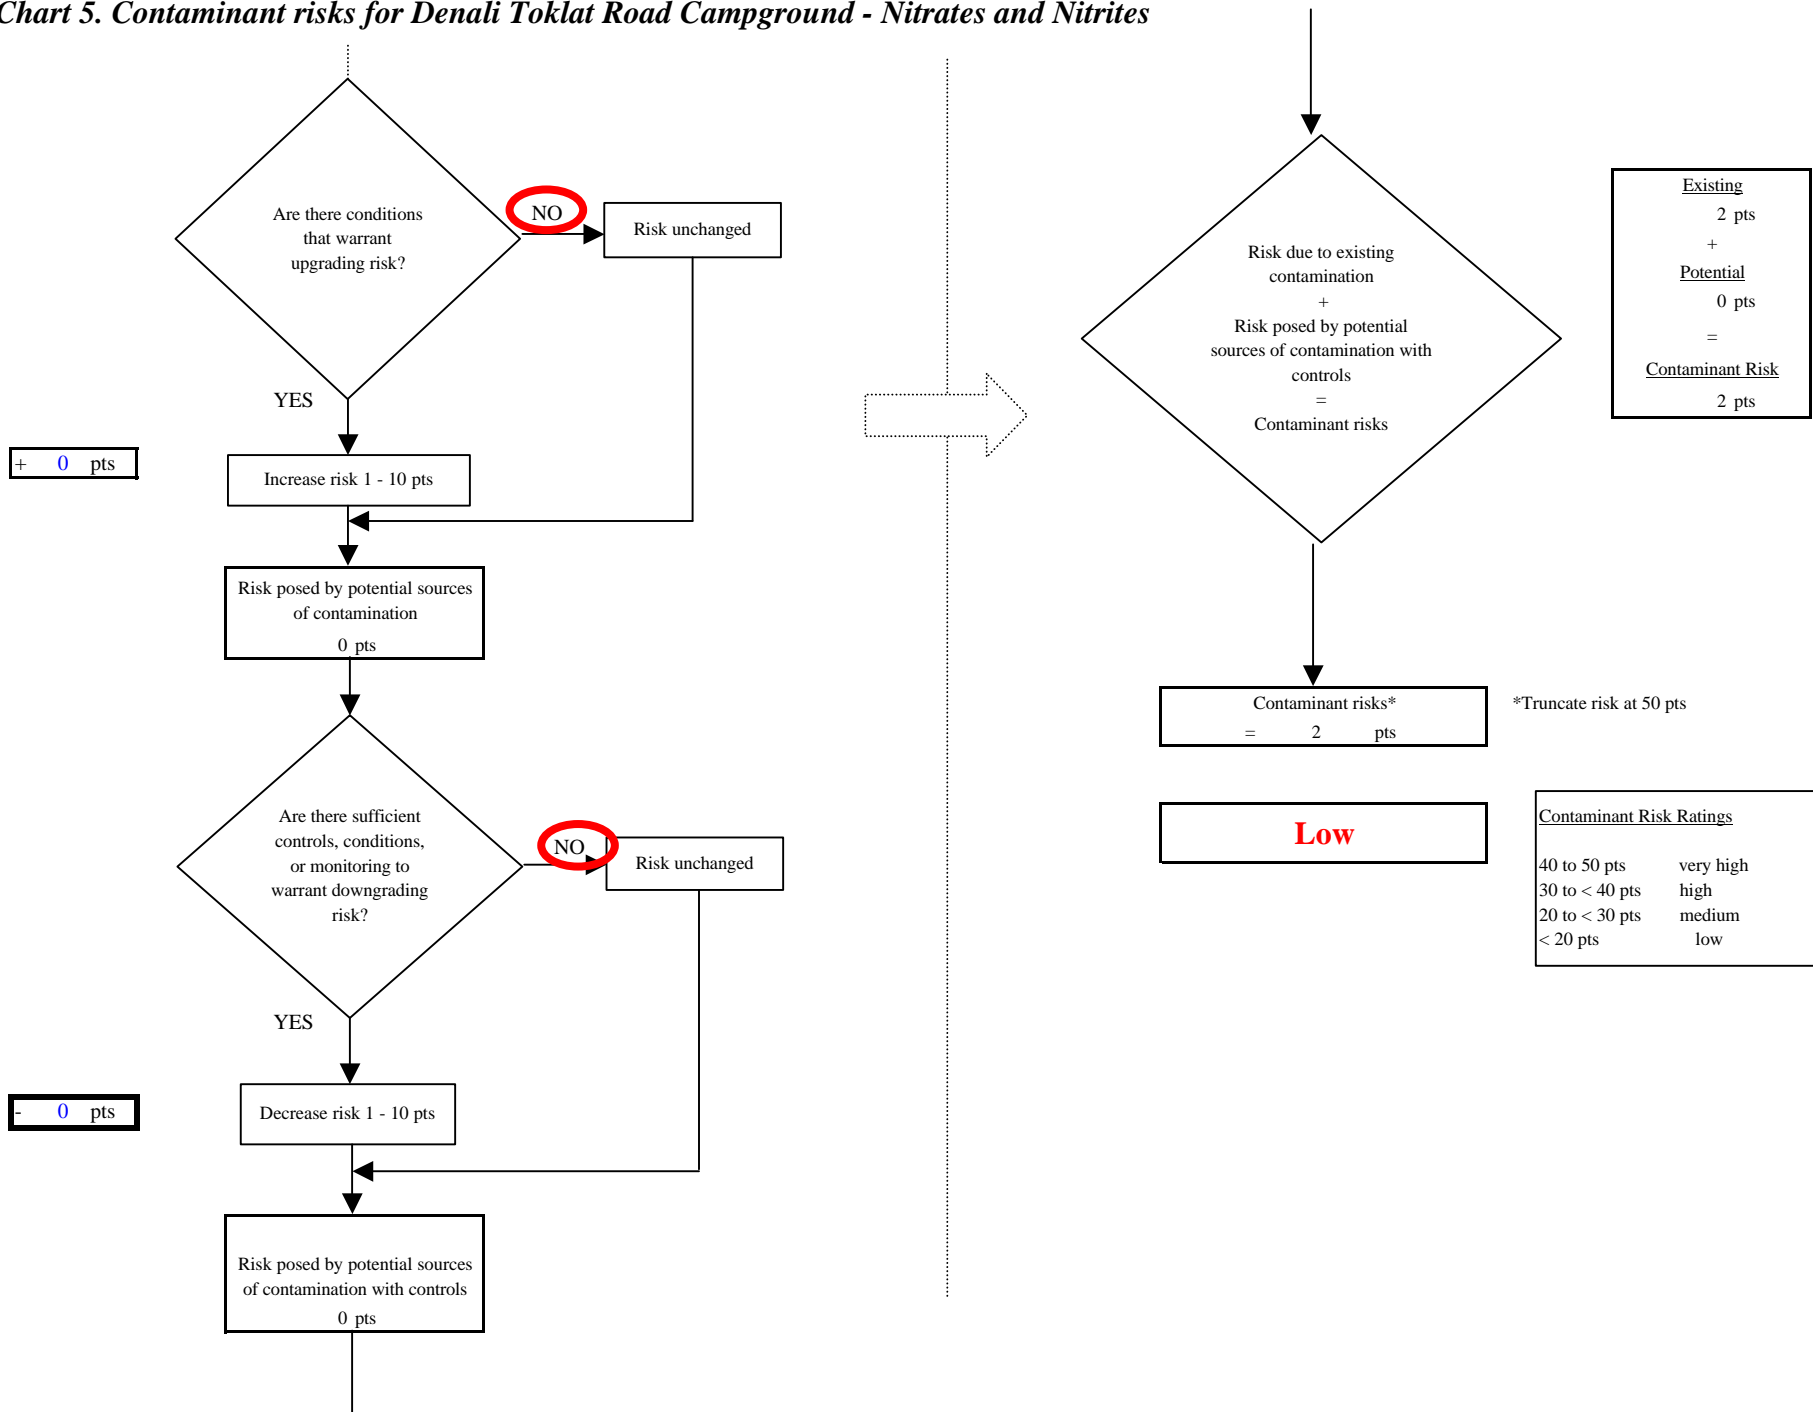 Chart 5. Contaminant risks for Denali Toklat Road Campground - Nitrates and Nitrites
Are there conditions
that warrant
upgrading risk?
NO
Risk unchanged
YES
+ 0 pts
Increase risk 1 - 10 pts
Risk posed by potential sources
of contamination
0 pts
Are there sufficient
controls, conditions,
or monitoring to
warrant downgrading
risk?
NO
Risk unchanged
YES
- 0 pts
Decrease risk 1 - 10 pts
Risk posed by potential sources
of contamination with controls
0 pts
Risk due to existing
contamination
+
Risk posed by potential
sources of contamination with
controls
=
Contaminant risks
Existing
2 pts
+
Potential
0 pts
=
Contaminant Risk
2 pts
Contaminant risks*
= 2 pts
*Truncate risk at 50 pts
Low
Contaminant Risk Ratings
40 to 50 pts very high
30 to < 40 pts high
20 to < 30 pts medium
< 20 pts low